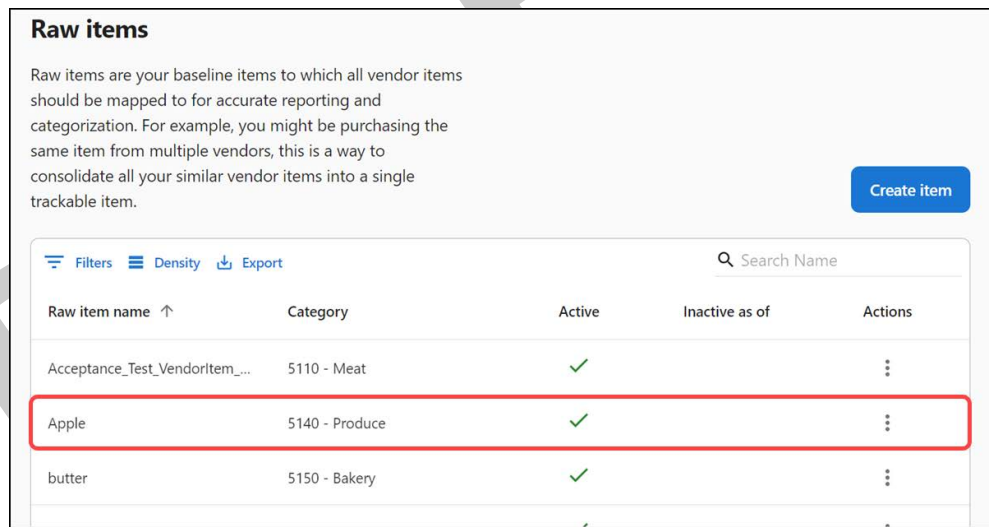 Raw items
Raw items are your baseline items to which all vendor items
should be mapped to for accurate reporting and
categorization. For example, you might be purchasing the
same item from multiple vendors, this is a way to
consolidate all your similar vendor items into a single
trackable item.
Create item
Filters Density Export Search Name
Raw item name Category Active Inactive as of Actions
Acceptance_Test_VendorItem_... 5110 - Meat
Apple 5140 - Produce
butter 5150 - Bakery